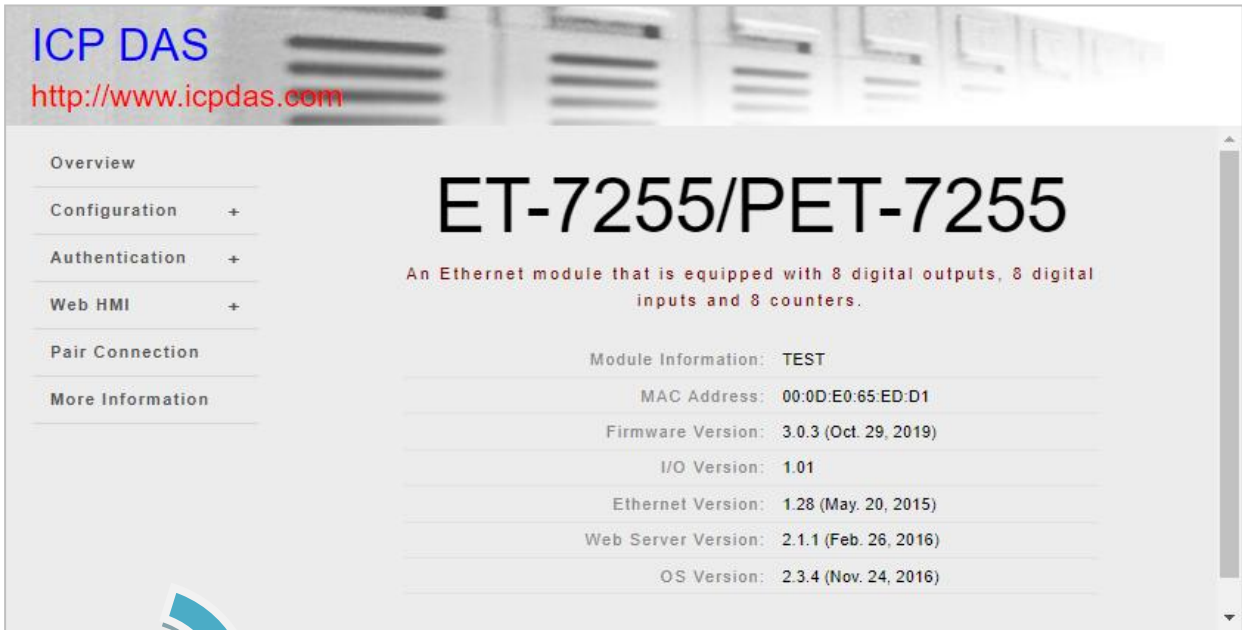 ICP DAS
http://www.icpdas.com
Overview
Configuration +
Authentication +
Web HMI +
Pair Connection
More Information
ET-7255/PET-7255
An Ethernet module that is equipped with 8 digital outputs, 8 digital
inputs and 8 counters.
Module Information: TEST
MAC Address: 00:0D:E0:65:ED:D1
Firmware Version: 3.0.3 (Oct. 29, 2019)
I/O Version: 1.01
Ethernet Version: 1.28 (May. 20, 2015)
Web Server Version: 2.1.1 (Feb. 26, 2016)
OS Version: 2.3.4 (Nov. 24, 2016)